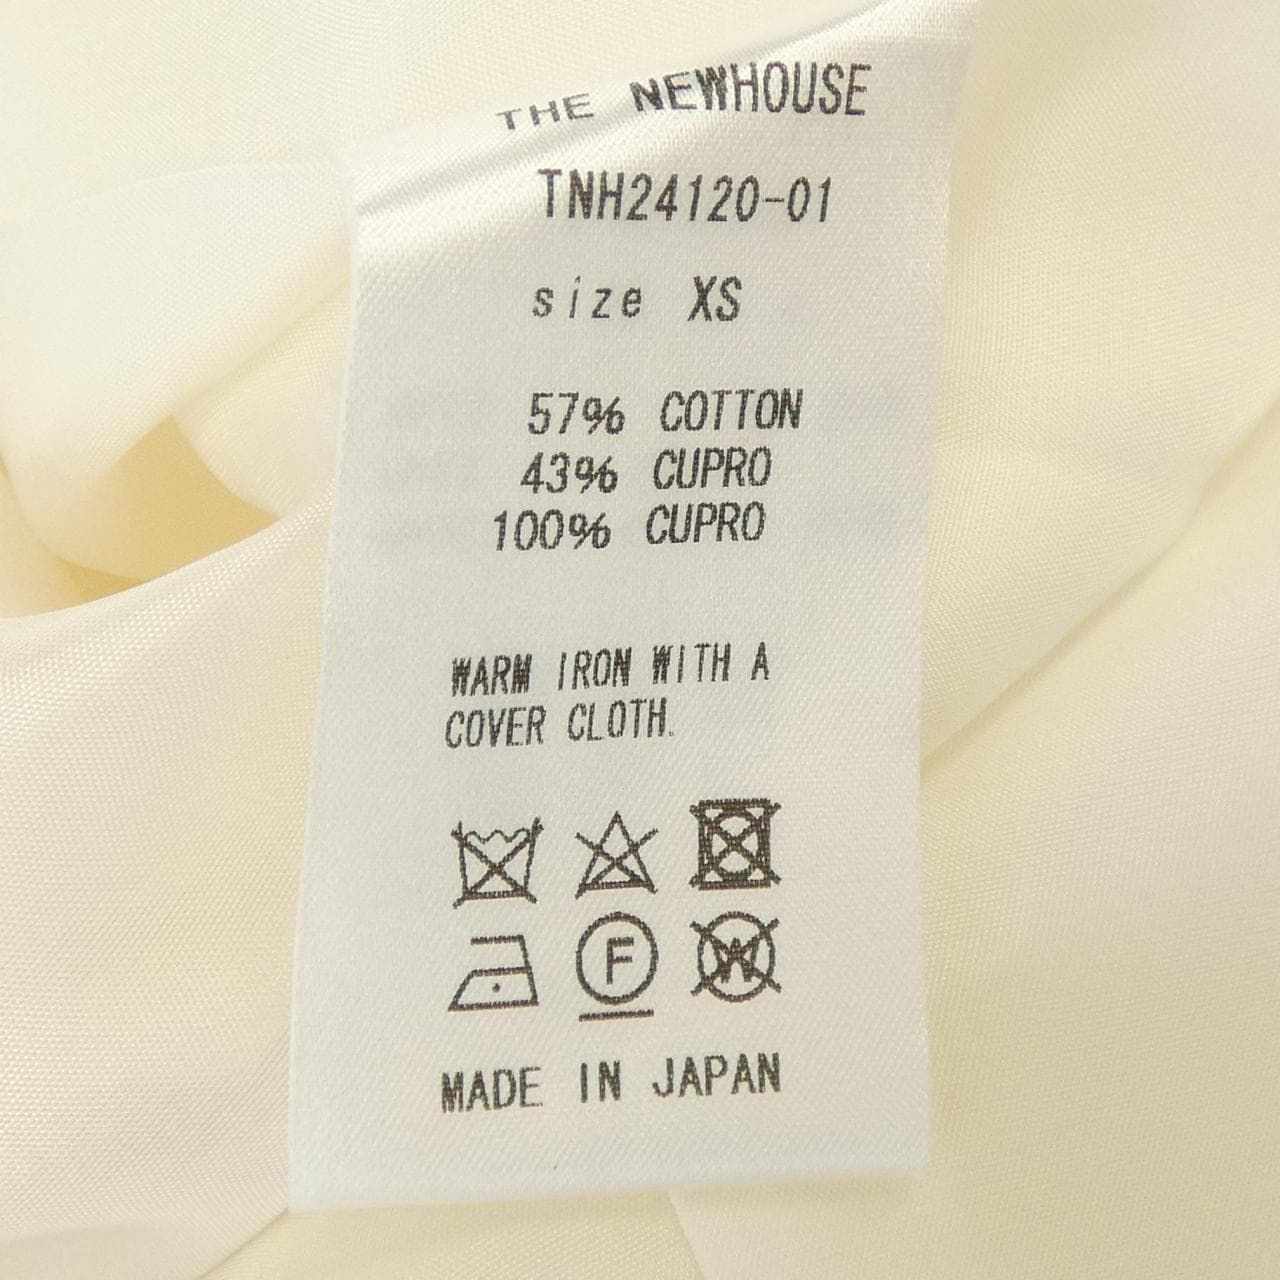 THE NEWHOUSE
TNH24120-01
size XS
57% COTTON
43% CUPRO
100% CUPRO
WARM IRON WITH A
COVER CLOTH.
F W
MADE IN JAPAN